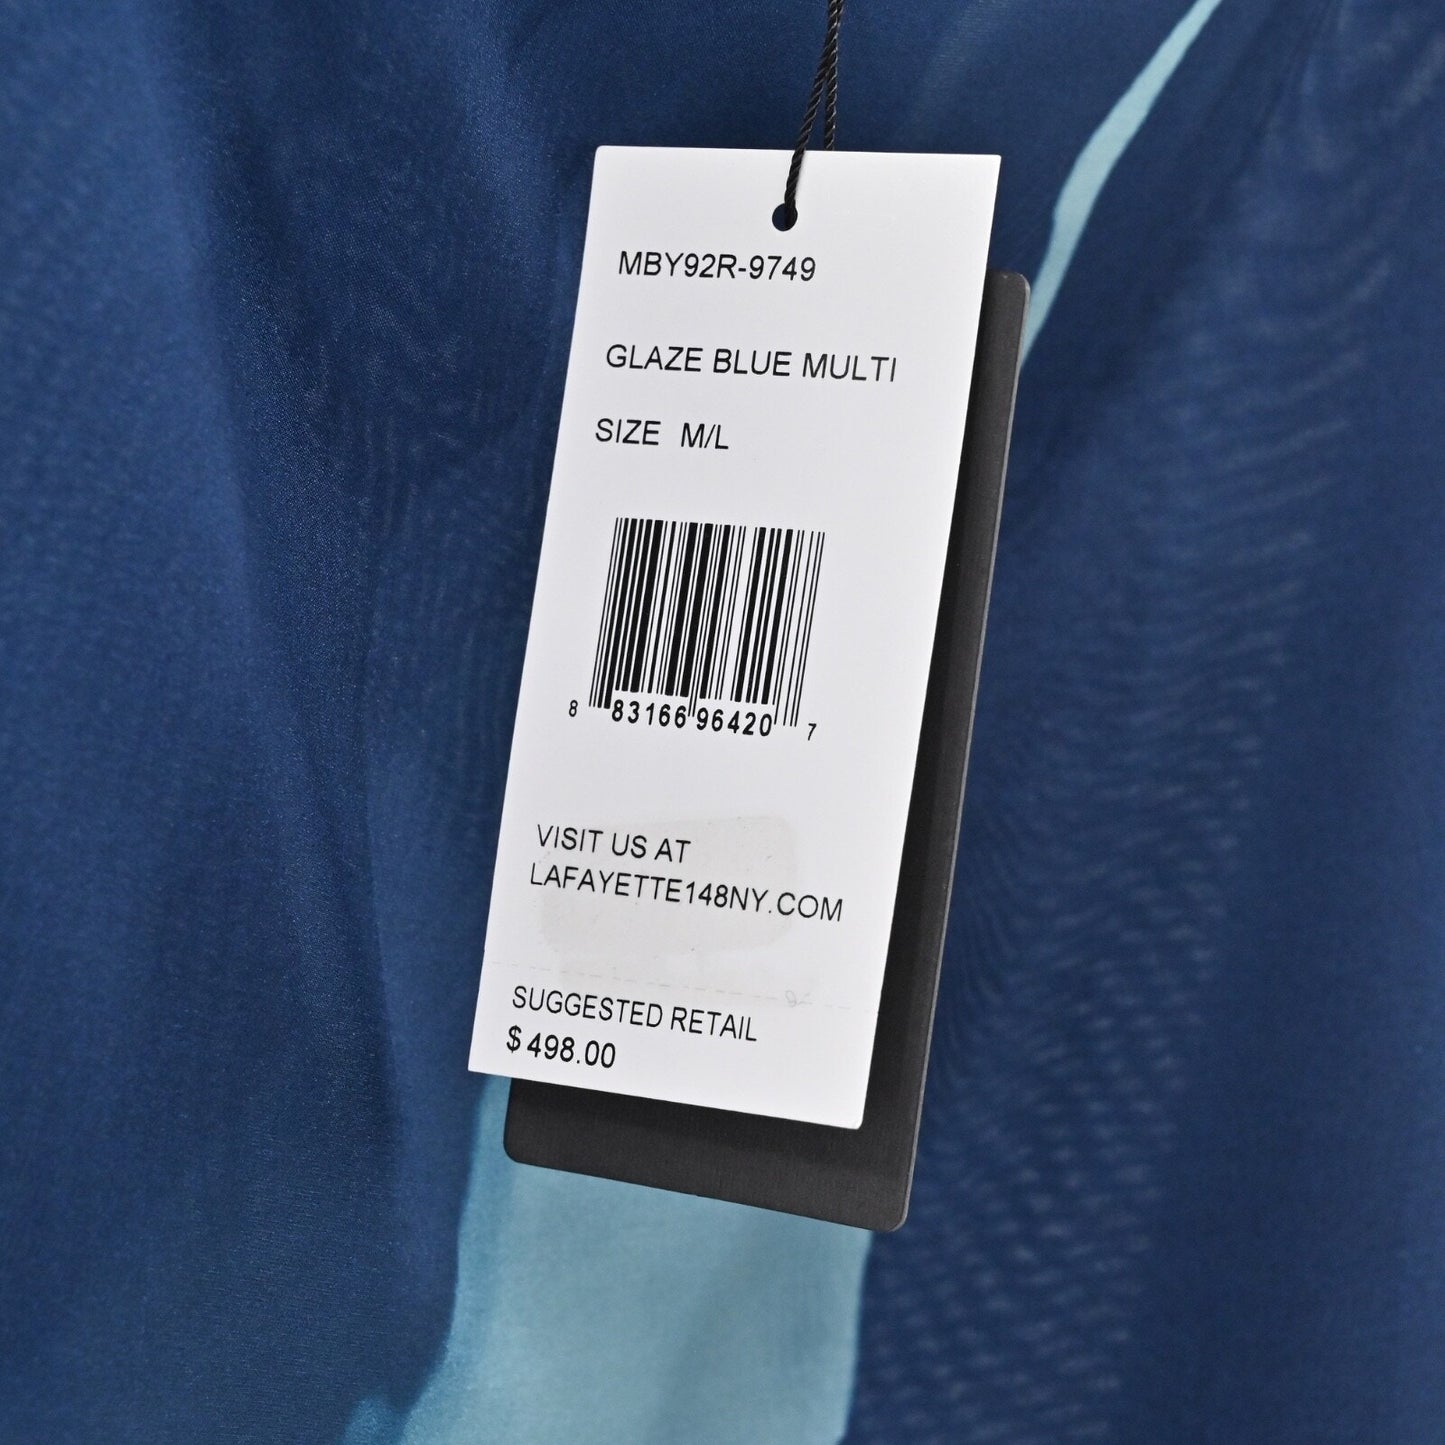 MBY92R-9749
GLAZE BLUE MULTI
SIZE M/L
8 83166 96420 7
VISIT US AT
LAFAYETTE148NY.COM
SUGGESTED RETAIL
$498.00